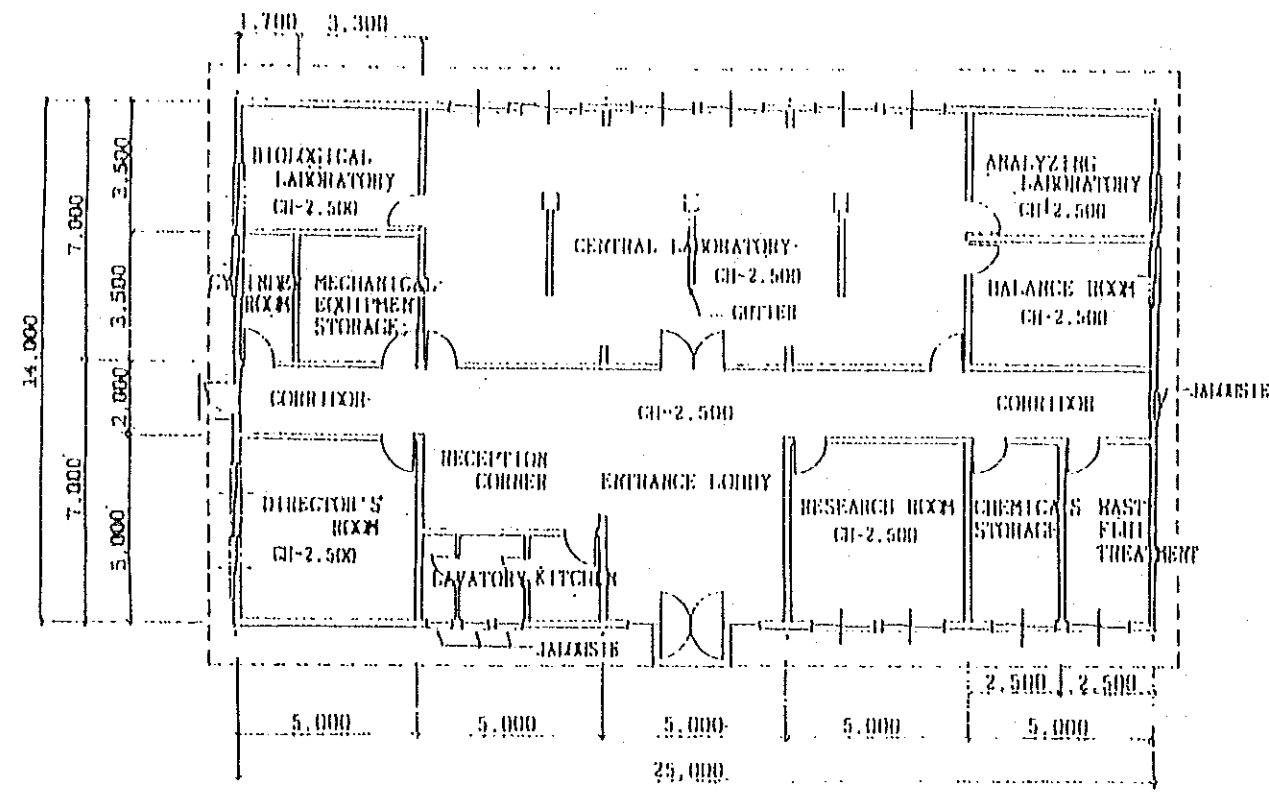 1.700 3.300
BIOLOGICAL
LABORATORY
CH-2.500
ANALYZING
LABORATORY
CH-2.500
CENTRAL LABORATORY
CH-2.500
GUTTER
ROOM
MECHANICAL
EQUIPMENT
STORAGE
BALANCE ROOM
CH-2.500
3.500
3.500
2.000
5.000
7.000
7.000
14.000
CORRIDOR
CH-2.500
CORRIDOR
JALOUSIE
RECEPTION
CORNER
ENTRANCE LOBBY
DIRECTOR'S
ROOM
CH-2.500
RESEARCH ROOM
CH-2.500
CHEMICALS
STORAGE
TREATMENT
LAVATORY KITCHEN
JALOUSIE
2.500 2.500
5.000 5.000 5.000 5.000 5.000
25.000